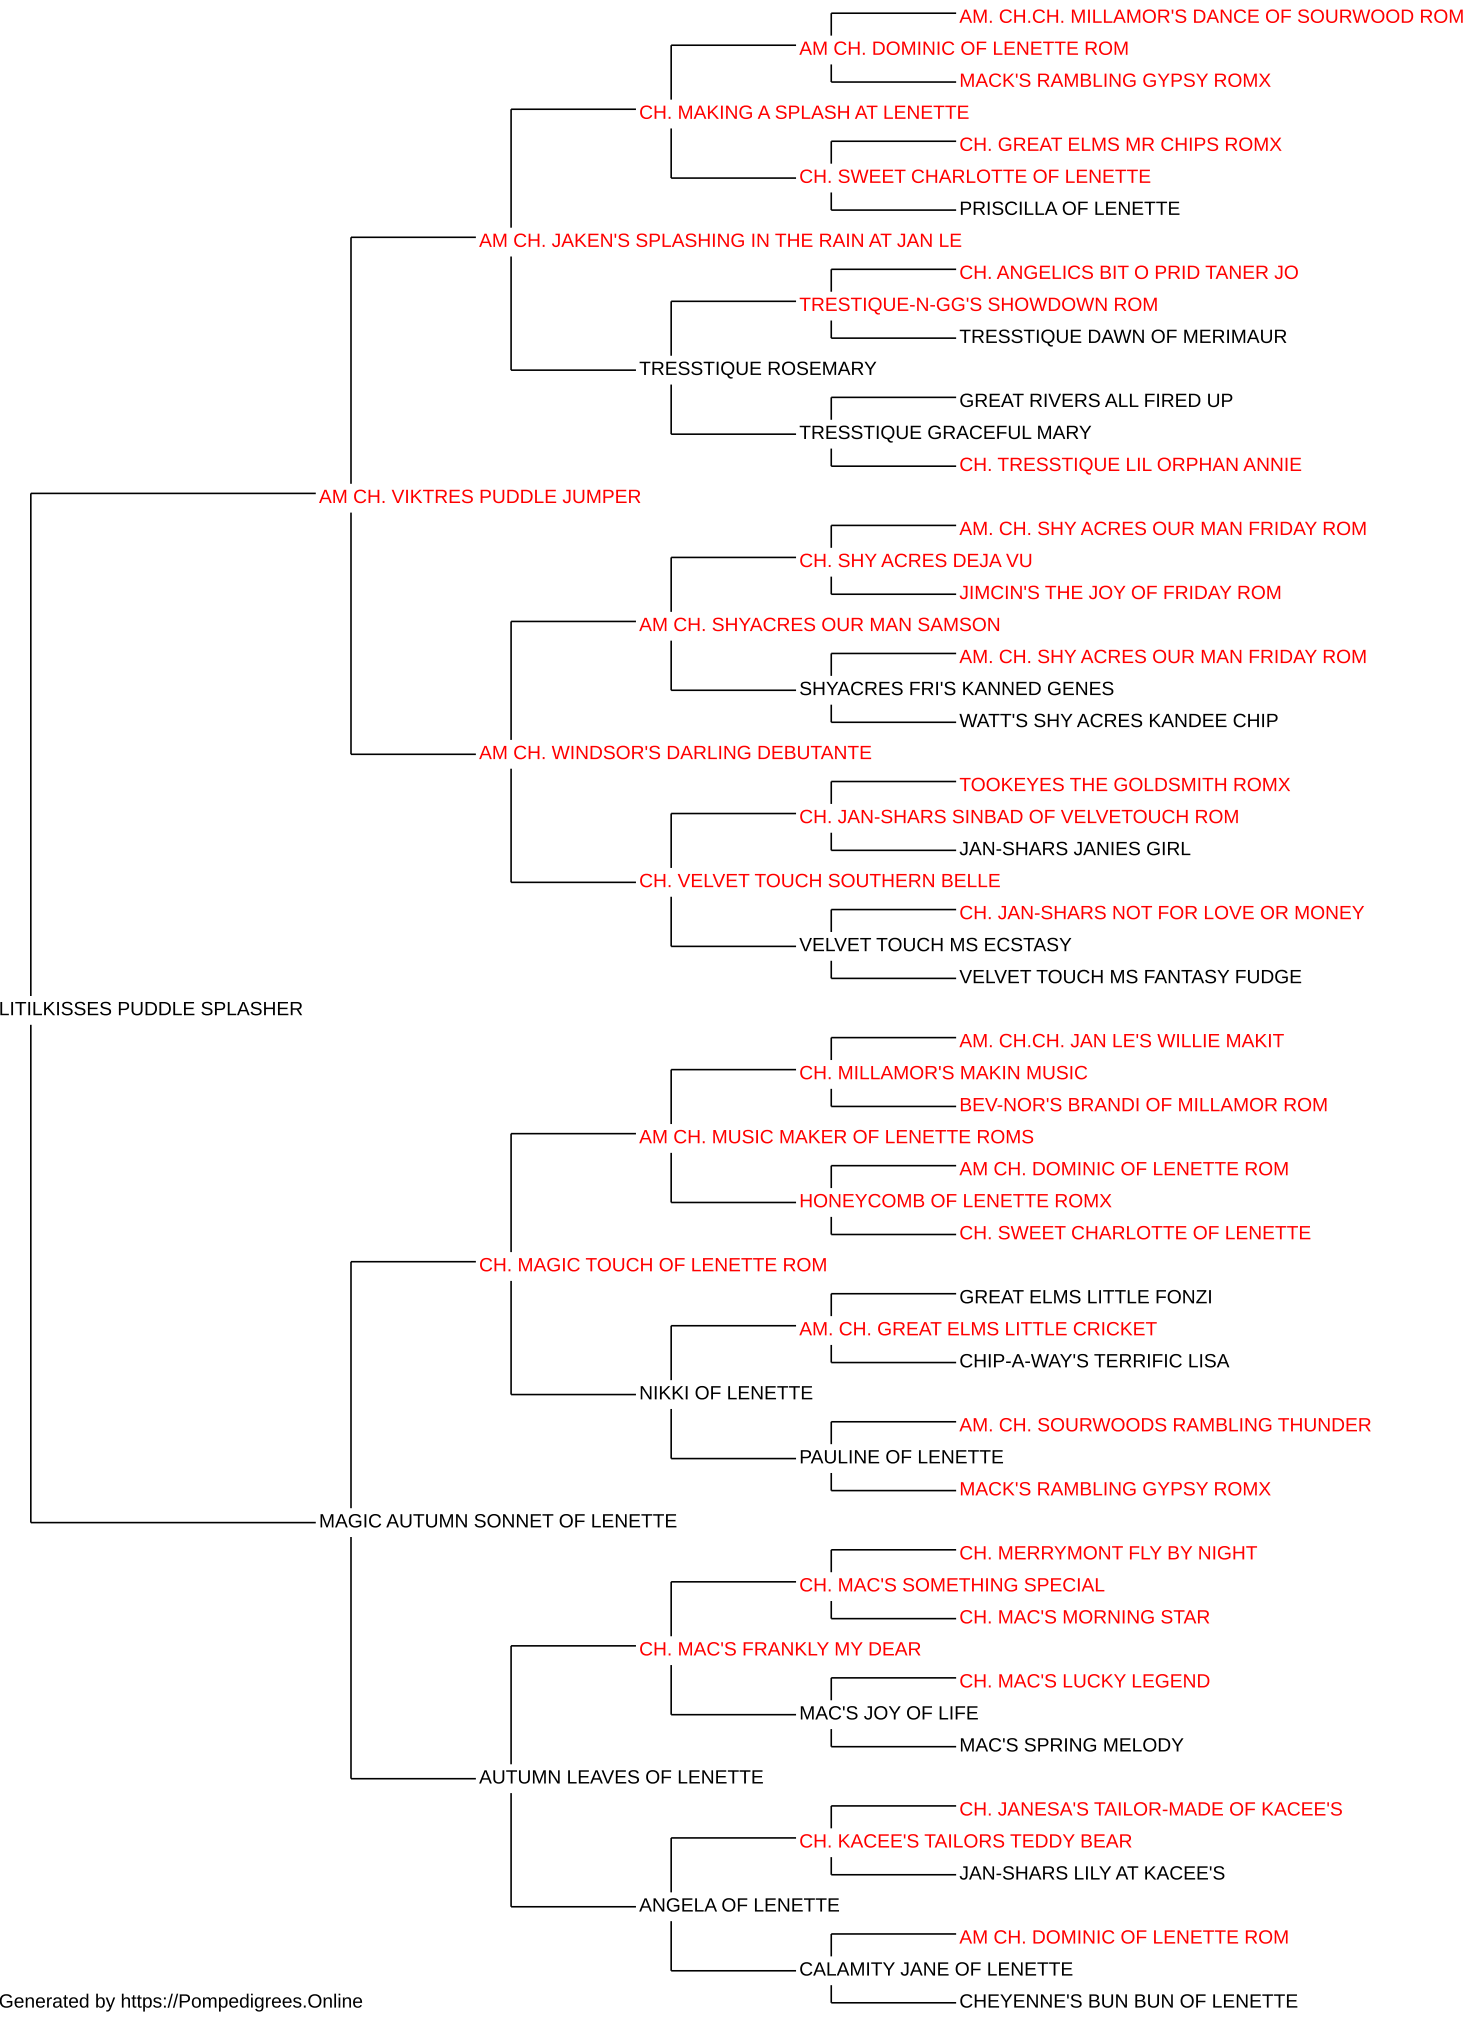 AM. CH.CH. MILLAMOR'S DANCE OF SOURWOOD ROM
AM CH. DOMINIC OF LENETTE ROM
MACK'S RAMBLING GYPSY ROMX
CH. MAKING A SPLASH AT LENETTE
CH. GREAT ELMS MR CHIPS ROMX
CH. SWEET CHARLOTTE OF LENETTE
PRISCILLA OF LENETTE
AM CH. JAKEN'S SPLASHING IN THE RAIN AT JAN LE
CH. ANGELICS BIT O PRID TANER JO
TRESTIQUE-N-GG'S SHOWDOWN ROM
TRESSTIQUE DAWN OF MERIMAUR
TRESSTIQUE ROSEMARY
GREAT RIVERS ALL FIRED UP
TRESSTIQUE GRACEFUL MARY
CH. TRESSTIQUE LIL ORPHAN ANNIE
AM CH. VIKTRES PUDDLE JUMPER
AM. CH. SHY ACRES OUR MAN FRIDAY ROM
CH. SHY ACRES DEJA VU
JIMCIN'S THE JOY OF FRIDAY ROM
AM CH. SHYACRES OUR MAN SAMSON
AM. CH. SHY ACRES OUR MAN FRIDAY ROM
SHYACRES FRI'S KANNED GENES
WATT'S SHY ACRES KANDEE CHIP
AM CH. WINDSOR'S DARLING DEBUTANTE
TOOKEYES THE GOLDSMITH ROMX
CH. JAN-SHARS SINBAD OF VELVETOUCH ROM
JAN-SHARS JANIES GIRL
CH. VELVET TOUCH SOUTHERN BELLE
CH. JAN-SHARS NOT FOR LOVE OR MONEY
VELVET TOUCH MS ECSTASY
VELVET TOUCH MS FANTASY FUDGE
LITILKISSES PUDDLE SPLASHER
AM. CH.CH. JAN LE'S WILLIE MAKIT
CH. MILLAMOR'S MAKIN MUSIC
BEV-NOR'S BRANDI OF MILLAMOR ROM
AM CH. MUSIC MAKER OF LENETTE ROMS
AM CH. DOMINIC OF LENETTE ROM
HONEYCOMB OF LENETTE ROMX
CH. SWEET CHARLOTTE OF LENETTE
CH. MAGIC TOUCH OF LENETTE ROM
GREAT ELMS LITTLE FONZI
AM. CH. GREAT ELMS LITTLE CRICKET
CHIP-A-WAY'S TERRIFIC LISA
NIKKI OF LENETTE
AM. CH. SOURWOODS RAMBLING THUNDER
PAULINE OF LENETTE
MACK'S RAMBLING GYPSY ROMX
MAGIC AUTUMN SONNET OF LENETTE
CH. MERRYMONT FLY BY NIGHT
CH. MAC'S SOMETHING SPECIAL
CH. MAC'S MORNING STAR
CH. MAC'S FRANKLY MY DEAR
CH. MAC'S LUCKY LEGEND
MAC'S JOY OF LIFE
MAC'S SPRING MELODY
AUTUMN LEAVES OF LENETTE
CH. JANESA'S TAILOR-MADE OF KACEE'S
CH. KACEE'S TAILORS TEDDY BEAR
JAN-SHARS LILY AT KACEE'S
ANGELA OF LENETTE
AM CH. DOMINIC OF LENETTE ROM
CALAMITY JANE OF LENETTE
CHEYENNE'S BUN BUN OF LENETTE
Generated by https://Pompedigrees.Online